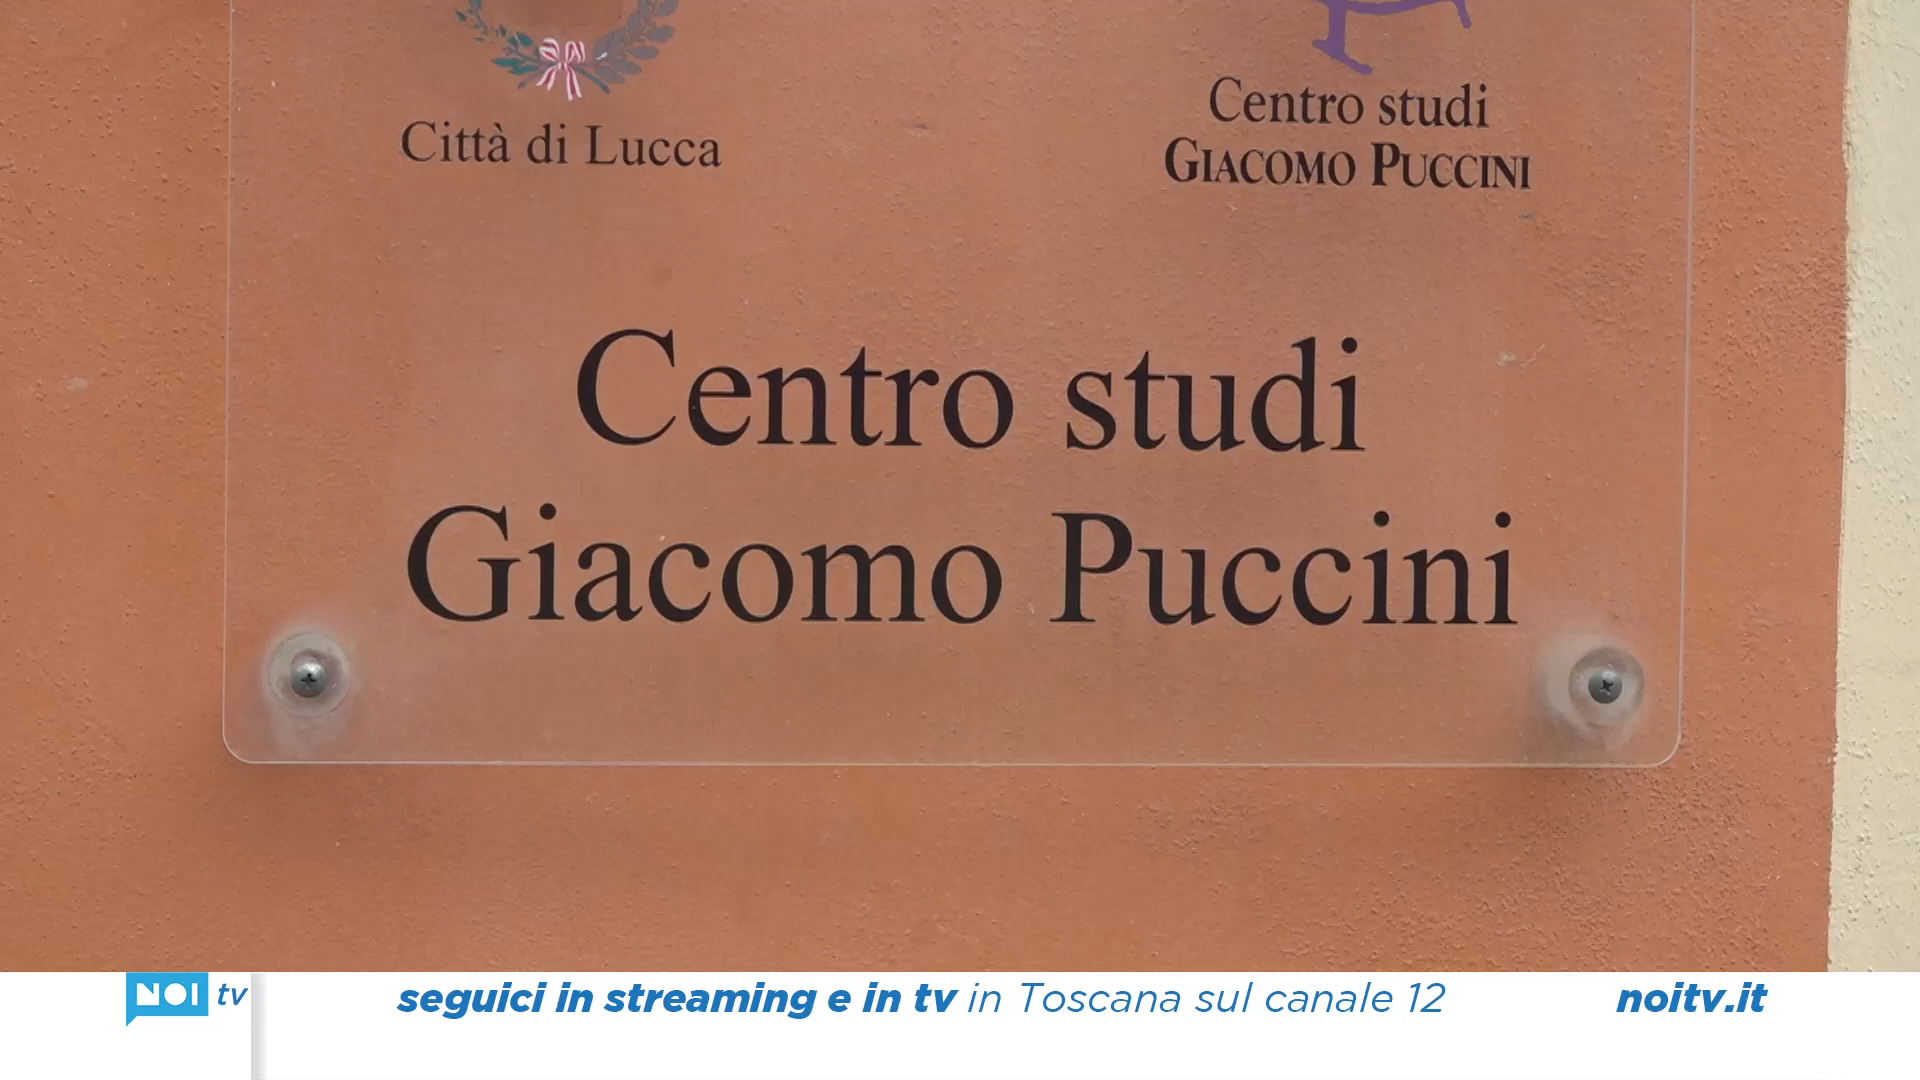 Città di Lucca
Centro studi
GIACOMO PUCCINI
Centro studi
Giacomo Puccini
NOI tv
seguici in streaming e in tv in Toscana sul canale 12
noitv.it